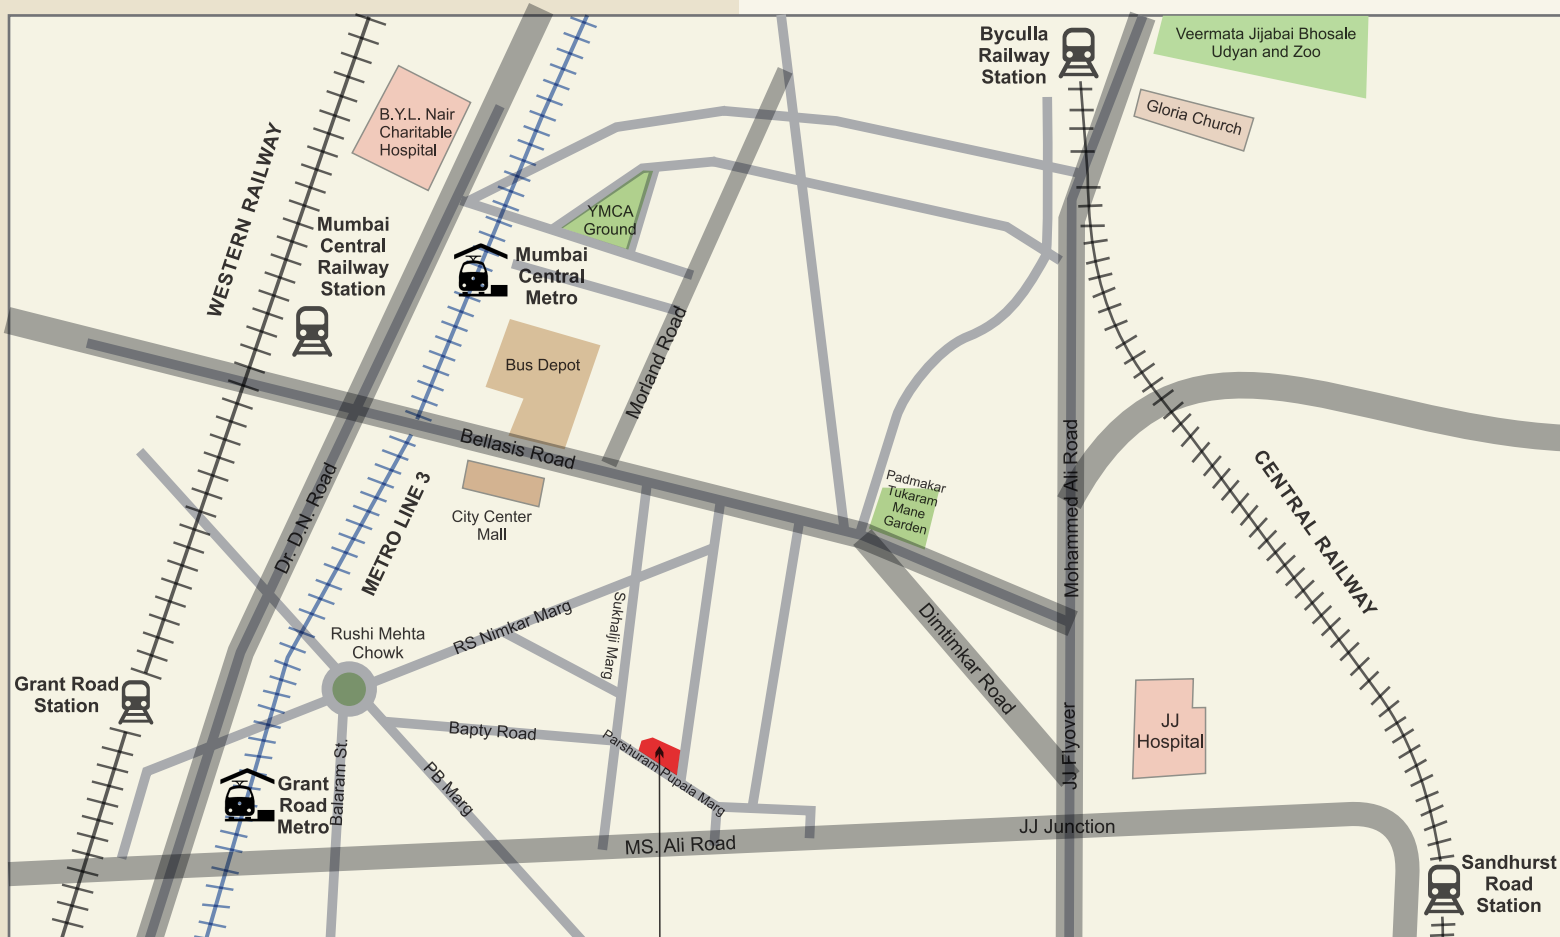 Byculla
Railway
Station
Veermata Jijabai Bhosale
Udyan and Zoo
Gloria Church
B.Y.L. Nair
Charitable
Hospital
WESTERN RAILWAY
Mumbai
Central
Railway
Station
YMCA
Ground
Mumbai
Central
Metro
Bus Depot
Morland Road
Bellasis Road
City Center
Mall
Dr. D.N. Road
METRO LINE 3
Padmakar
Tukaram
Mane
Garden
Mohammed Ali Road
CENTRAL RAILWAY
Rushi Mehta
Chowk
RS Nimkar Marg
Sukhalji Marg
Dimtimkar Road
Grant Road
Station
Bapty Road
Parshuram Pupala Marg
JJ Flyover
JJ
Hospital
Grant
Road
Metro
Balaram St.
PB Marg
MS. Ali Road
JJ Junction
Sandhurst
Road
Station